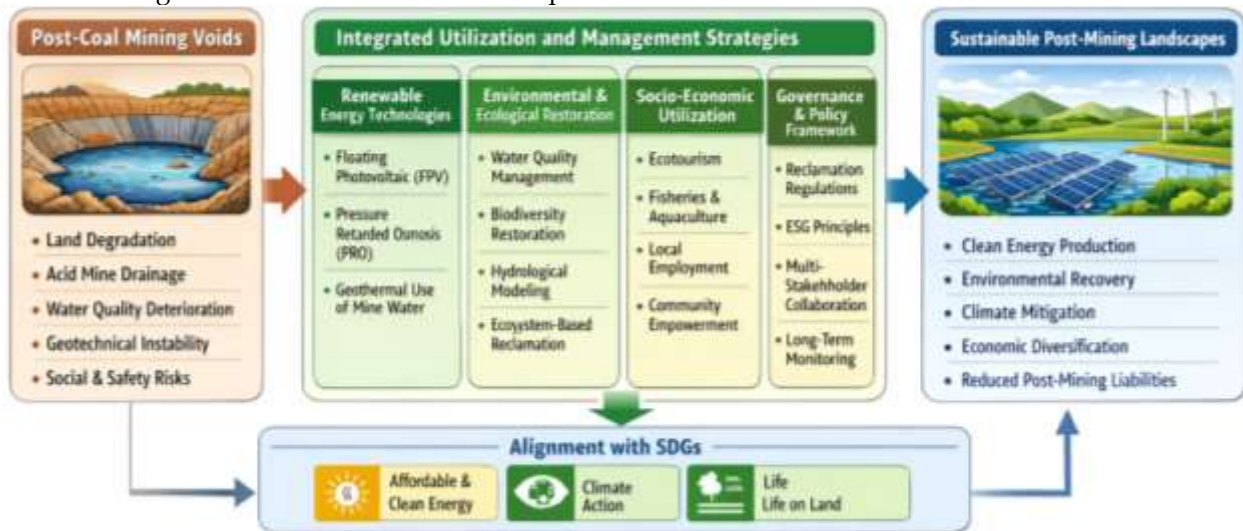 Post-Coal Mining Voids
• Land Degradation
• Acid Mine Drainage
• Water Quality Deterioration
• Geotechnical Instability
• Social & Safety Risks
Integrated Utilization and Management Strategies
Renewable
Energy Technologies
• Floating
Photovoltaic (FPV)
• Pressure
Retarded Osmosis
(PRO)
• Geothermal Use
of Mine Water
Environmental &
Ecological Restoration
• Water Quality
Management
• Biodiversity
Restoration
• Hydrological
Modeling
• Ecosystem-Based
Reclamation
Socio-Economic
Utilization
• Ecotourism
• Fisheries &
Aquaculture
• Local
Employment
• Community
Empowerment
Governance
& Policy
Framework
• Reclamation
Regulations
• ESG Principles
• Multi-
Stakehholder
Collaboration
• Long-Term
Monitoring
Sustainable Post-Mining Landscapes
• Clean Energy Production
• Environmental Recovery
• Climate Mitigation
• Economic Diversification
• Reduced Post-Mining Liabilities
Alignment with SDGs
Affordable &
Clean Energy
Climate
Action
Life
Life on Land